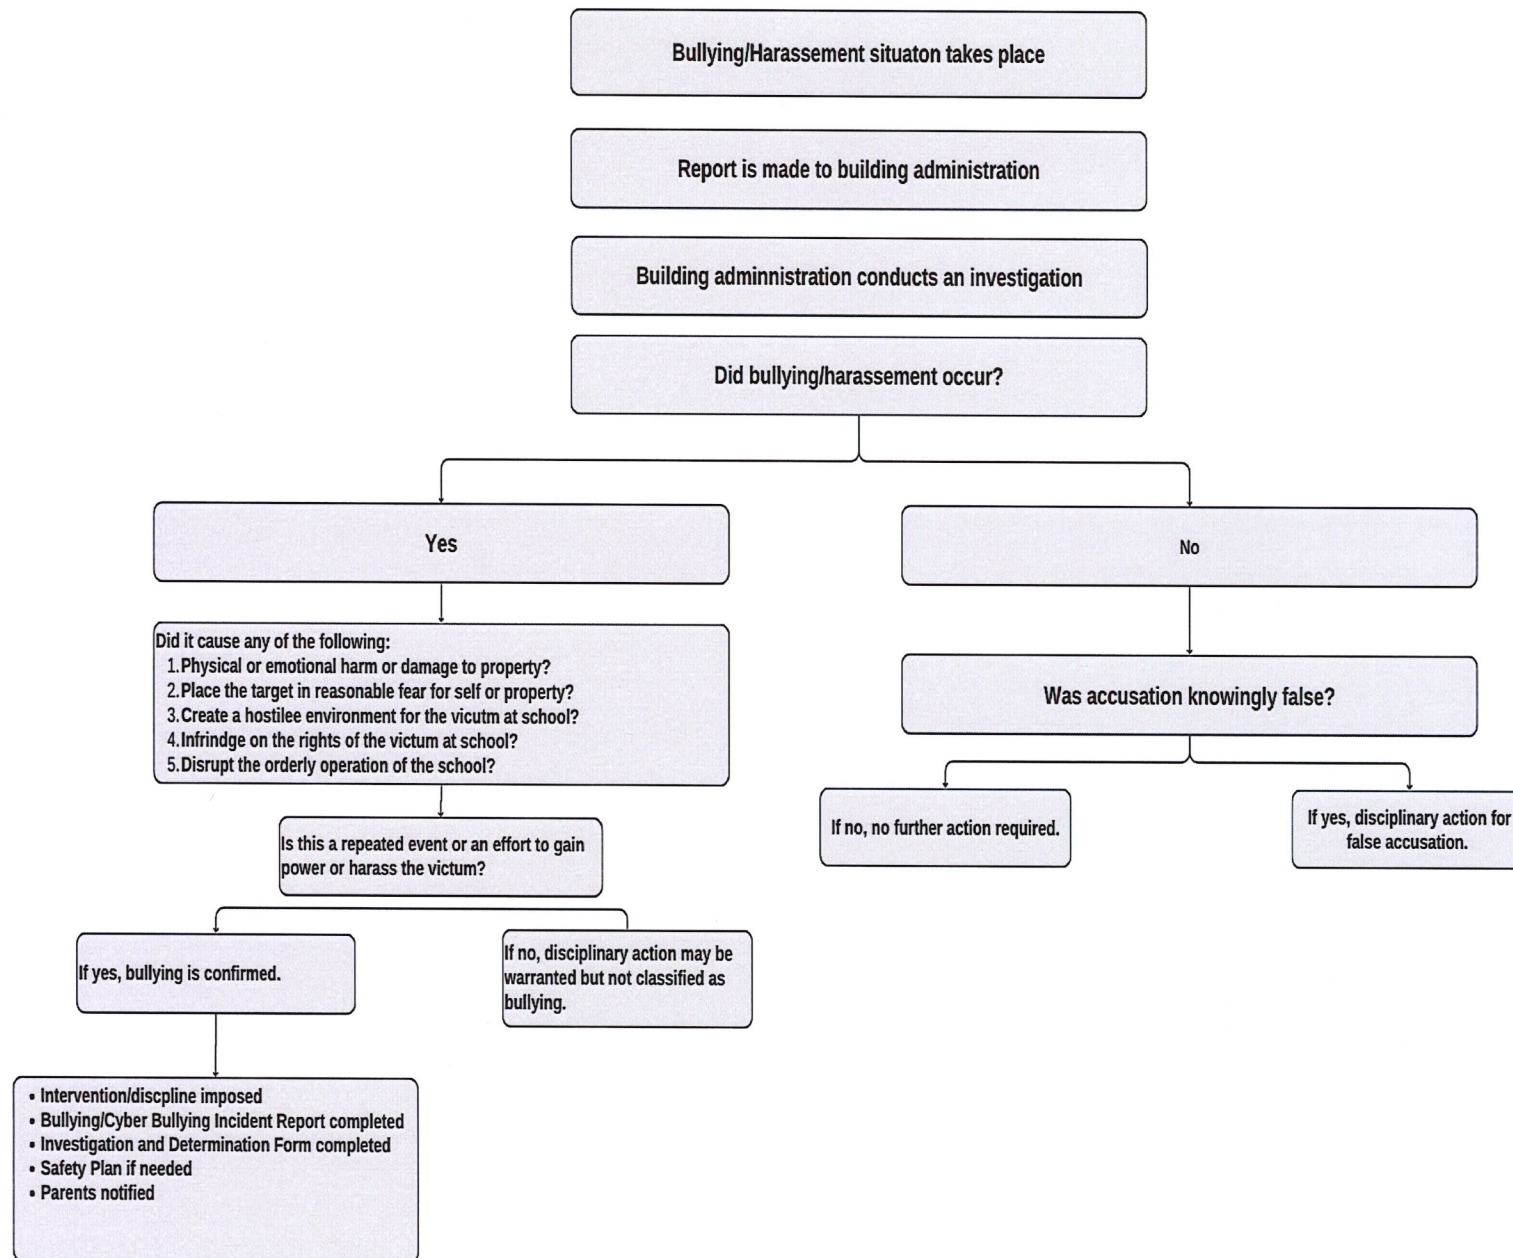 Bullying/Harassement situaton takes place
Report is made to building administration
Building adminnistration conducts an investigation
Did bullying/harassement occur?
Yes
No
Did it cause any of the following:
1. Physical or emotional harm or damage to property?
2. Place the target in reasonable fear for self or property?
3. Create a hostilee environment for the vicutm at school?
4. Infrindge on the rights of the victum at school?
5. Disrupt the orderly operation of the school?
Was accusation knowingly false?
If no, no further action required.
If yes, disciplinary action for
false accusation.
Is this a repeated event or an effort to gain
power or harass the victum?
If yes, bullying is confirmed.
If no, disciplinary action may be
warranted but not classified as
bullying.
• Intervention/discpline imposed
• Bullying/Cyber Bullying Incident Report completed
• Investigation and Determination Form completed
• Safety Plan if needed
• Parents notified